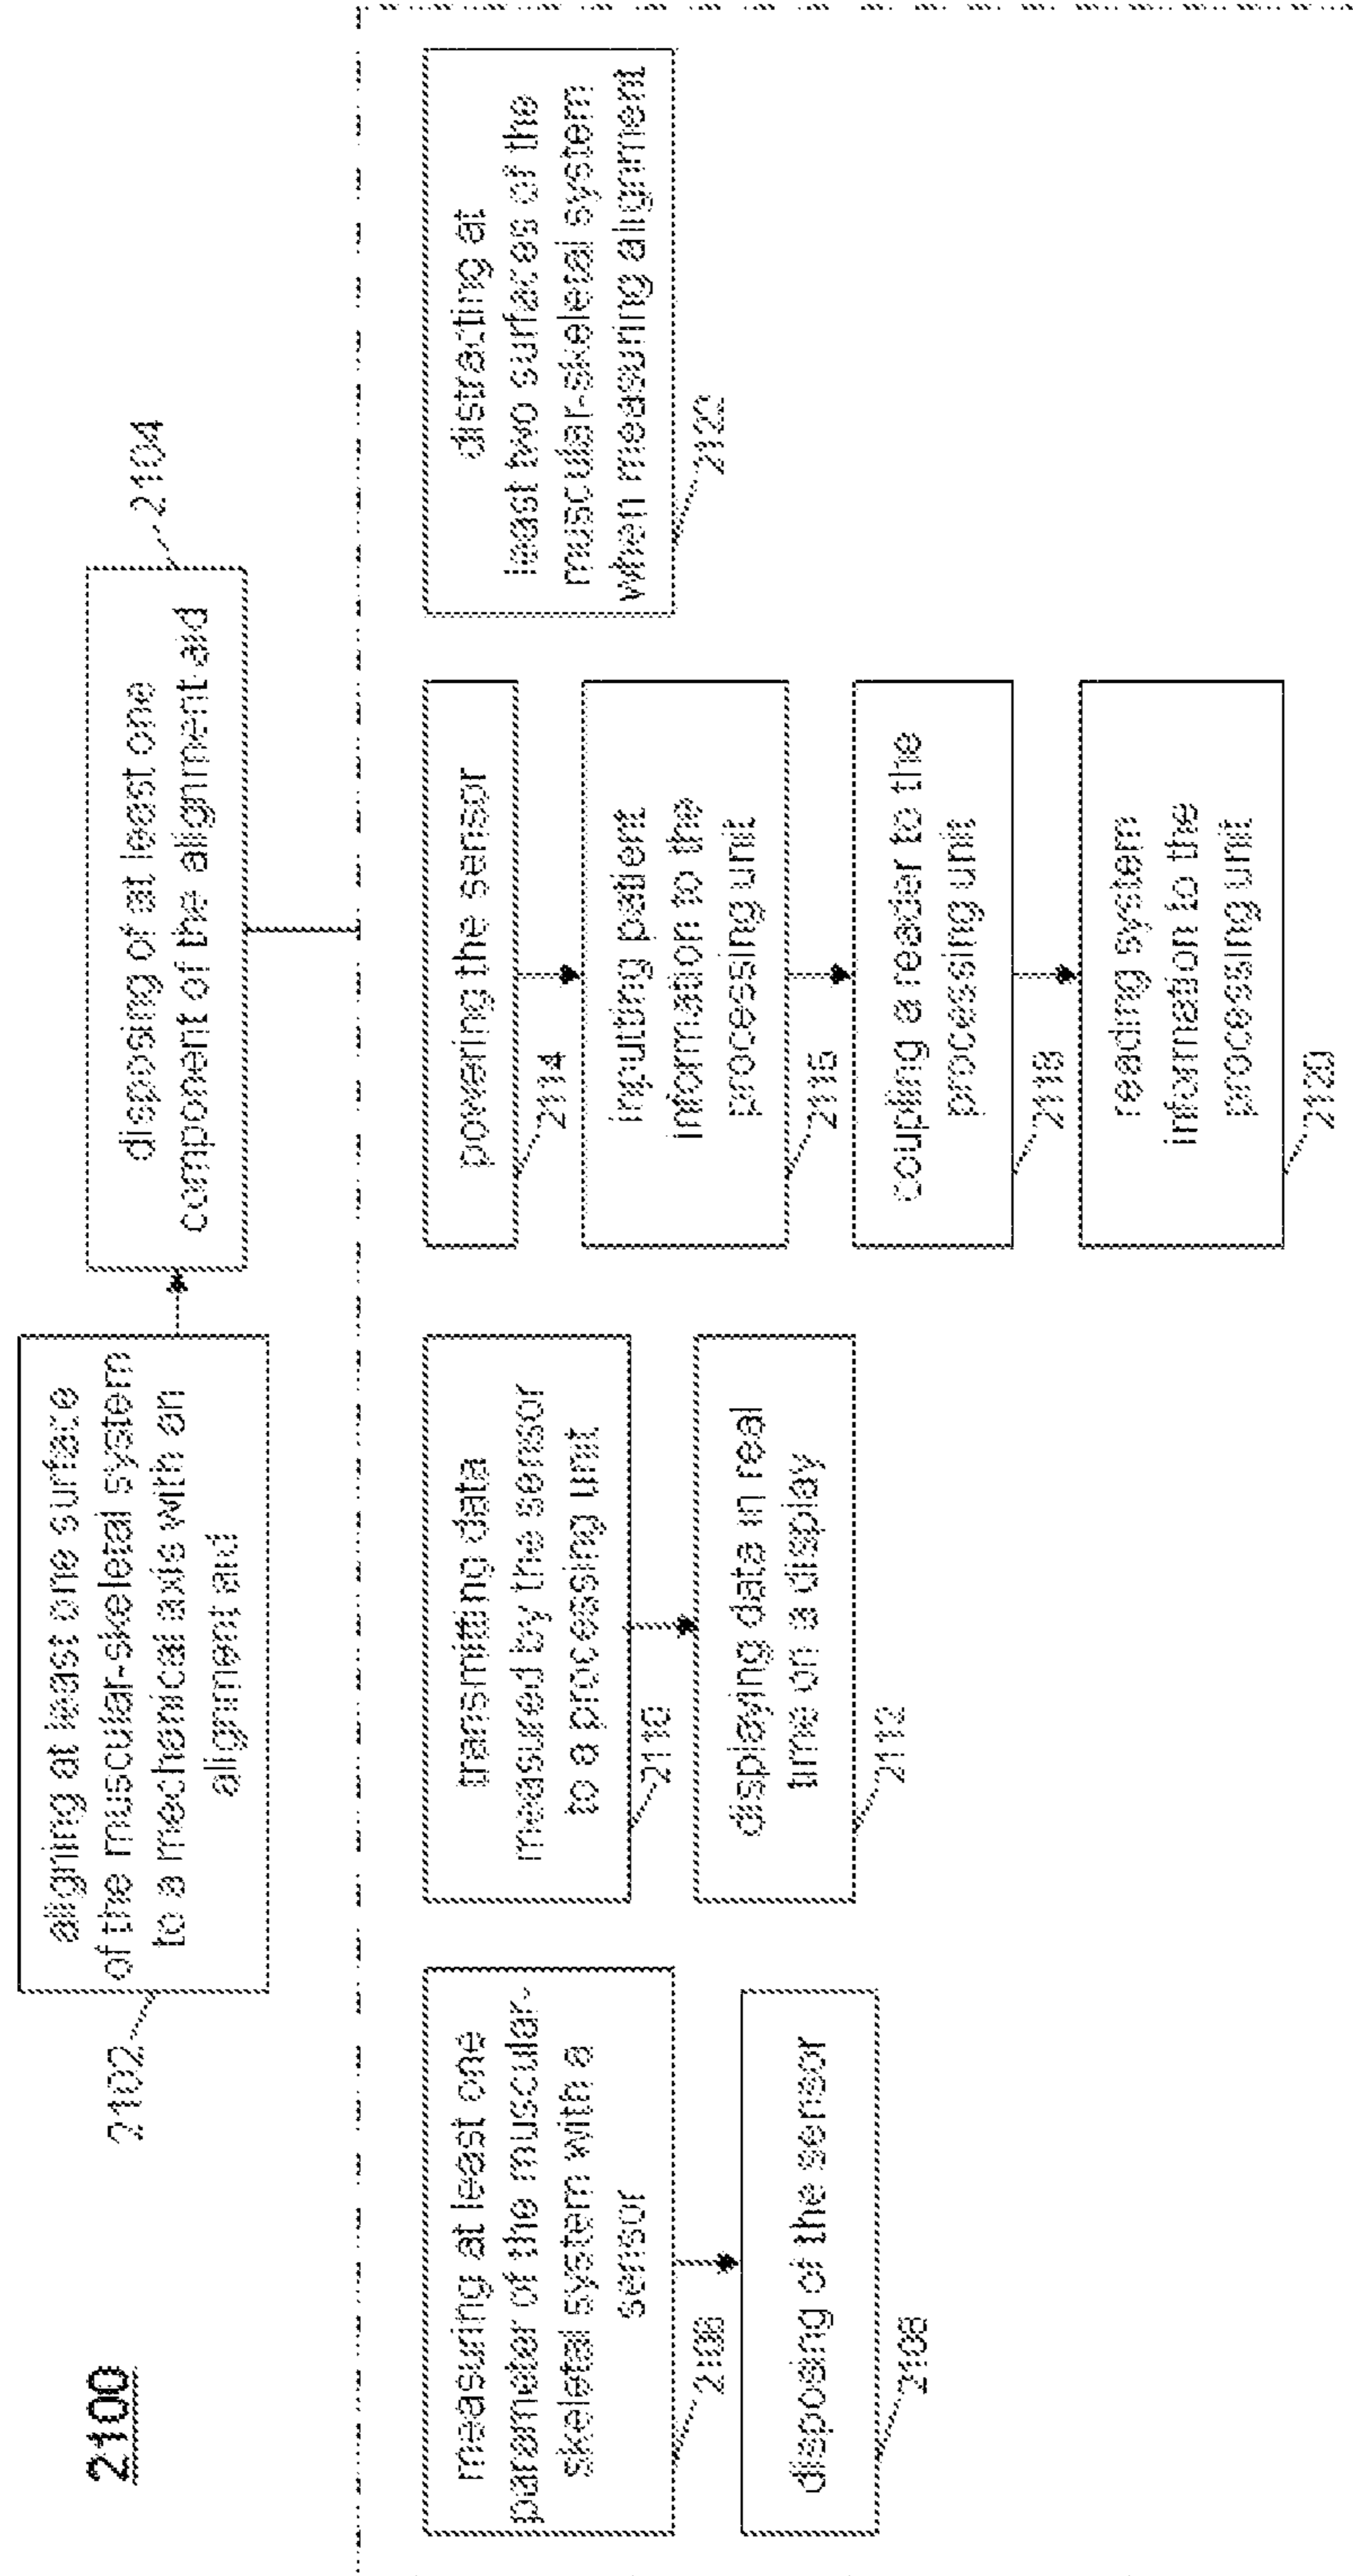 2100
2102
aligning at least one surface
of the muscular-skeletal system
to a mechanical axis with an
alignment aid
disposing of at least one
component of the alignment aid
2104
measuring at least one
parameter of the muscular-
skeletal system with a
sensor
2106
disposing of the sensor
2108
transmitting data
measured by the sensor
to a processing unit
2110
displaying data in real
time on a display
2112
powering the sensor
2114
inputting patient
information to the
processing unit
2116
coupling a reader to the
processing unit
2118
reading system
information to the
processing unit
2120
distracting at
least two surfaces of the
muscular-skeletal system
when measuring alignment
2122